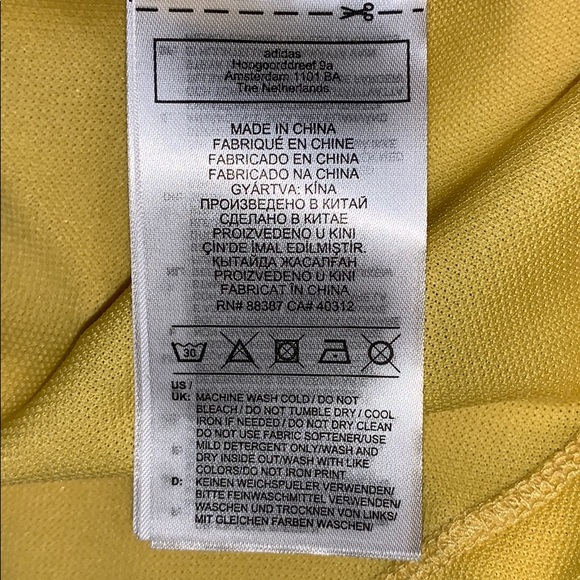 adidas
Hoogoorddreef 9a
Amsterdam 1101 BA
The Netherlands
MADE IN CHINA
FABRIQUÉ EN CHINE
FABRICADO EN CHINA
FABRICADO NA CHINA
GYÁRTVA: KÍNA
ПРОИЗВЕДЕНО В КИТАЙ
СДЕЛАНО В КИТАЕ
PROIZVEDENO U KINI
ÇİN'DE İMAL EDİLMİŞTİR.
ҚЫТАЙДА ЖАСАЛҒАН
PROIZVEDENO U KINI
FABRICAT ÎN CHINA
RN# 88387 CA# 40312
30
US /
UK: MACHINE WASH COLD / DO NOT
BLEACH / DO NOT TUMBLE DRY / COOL
IRON IF NEEDED / DO NOT DRY CLEAN
DO NOT USE FABRIC SOFTENER/USE
MILD DETERGENT ONLY/WASH AND
DRY INSIDE OUT/WASH WITH LIKE
COLORS/DO NOT IRON PRINT
D: KEINEN WEICHSPUELER VERWENDEN/
BITTE FEINWASCHMITTEL VERWENDEN/
WASCHEN UND TROCKNEN VON LINKS/
MIT GLEICHEN FARBEN WASCHEN/